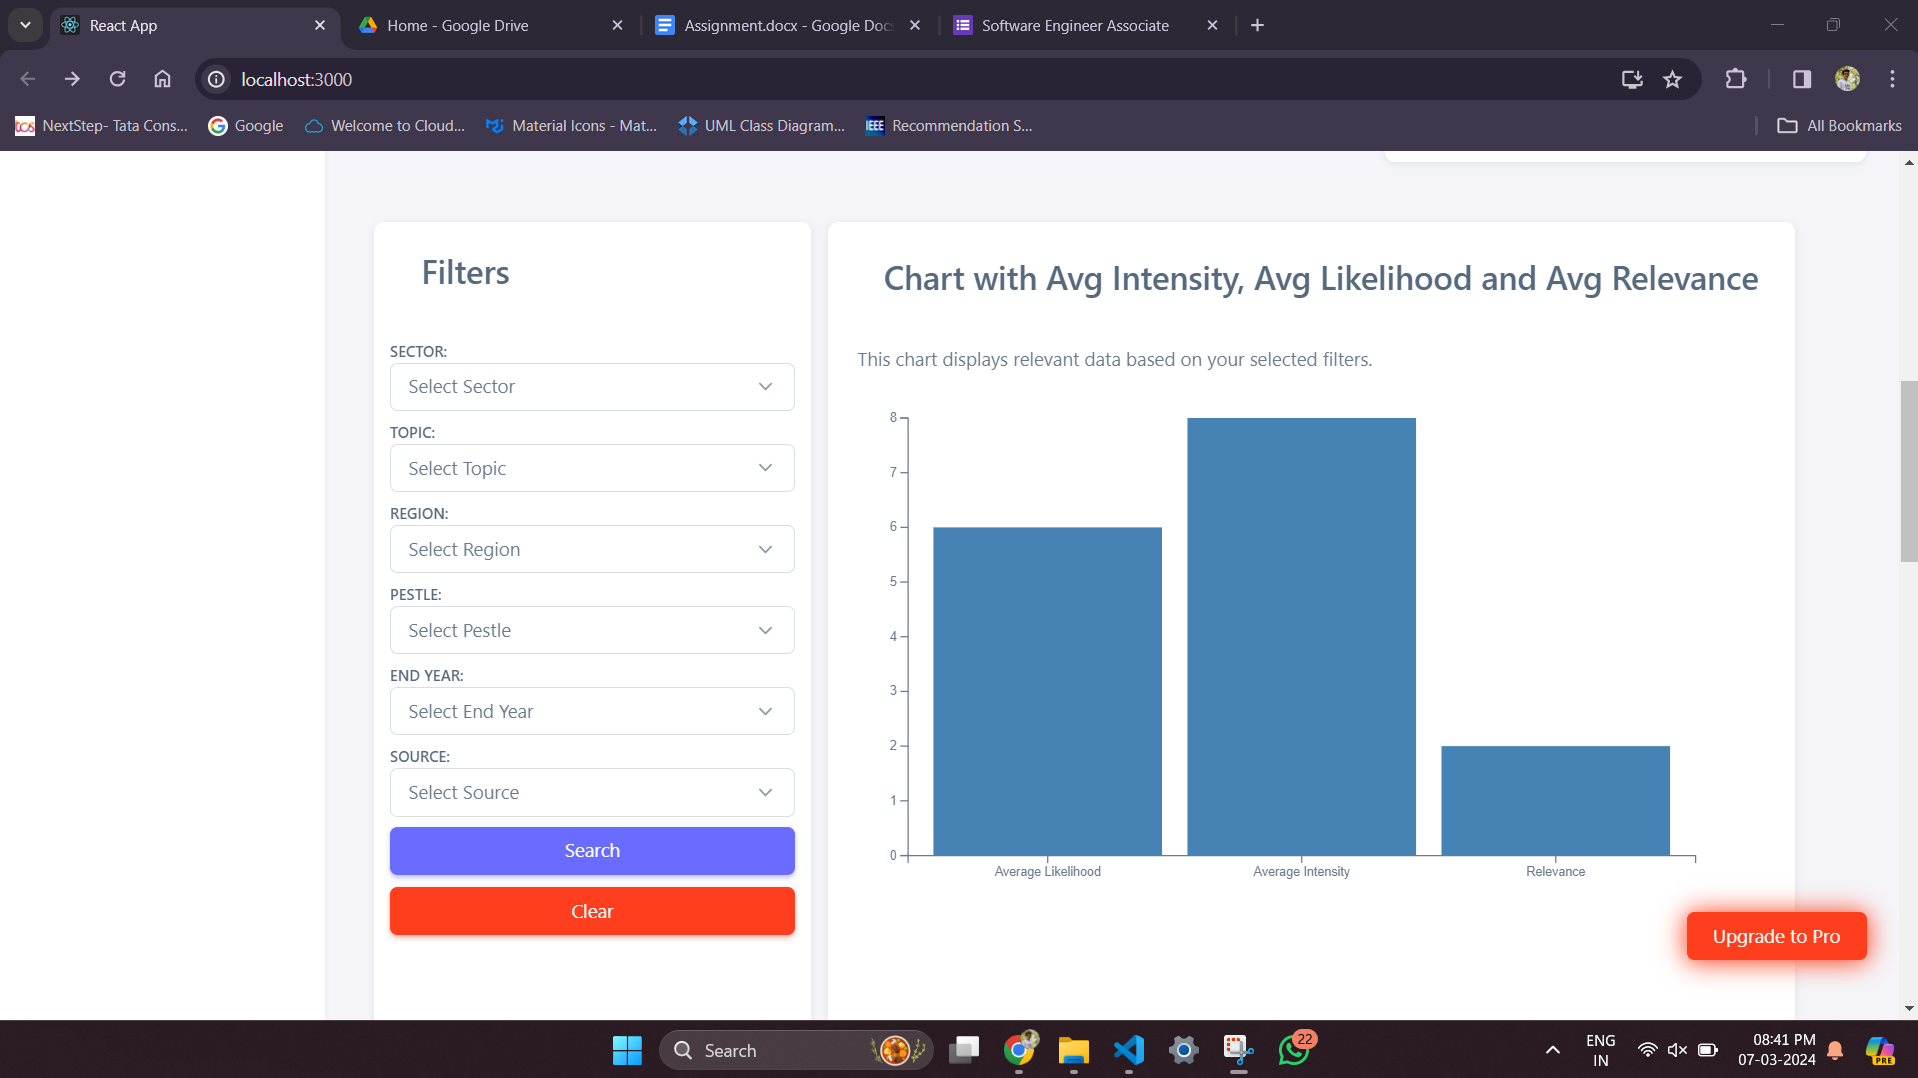 React App
Home - Google Drive
Assignment.docx - Google Doc
Software Engineer Associate
localhost:3000
tcs NextStep- Tata Cons...
Google
Welcome to Cloud...
Material Icons - Mat...
UML Class Diagram...
IEEE Recommendation S...
All Bookmarks
Filters
SECTOR:
Select Sector
TOPIC:
Select Topic
REGION:
Select Region
PESTLE:
Select Pestle
END YEAR:
Select End Year
SOURCE:
Select Source
Search
Clear
Chart with Avg Intensity, Avg Likelihood and Avg Relevance
This chart displays relevant data based on your selected filters.
8
7
6
5
4
3
2
1
0
Average Likelihood
Average Intensity
Relevance
Upgrade to Pro
Search
22
ENG
IN
08:41 PM
07-03-2024
PRE